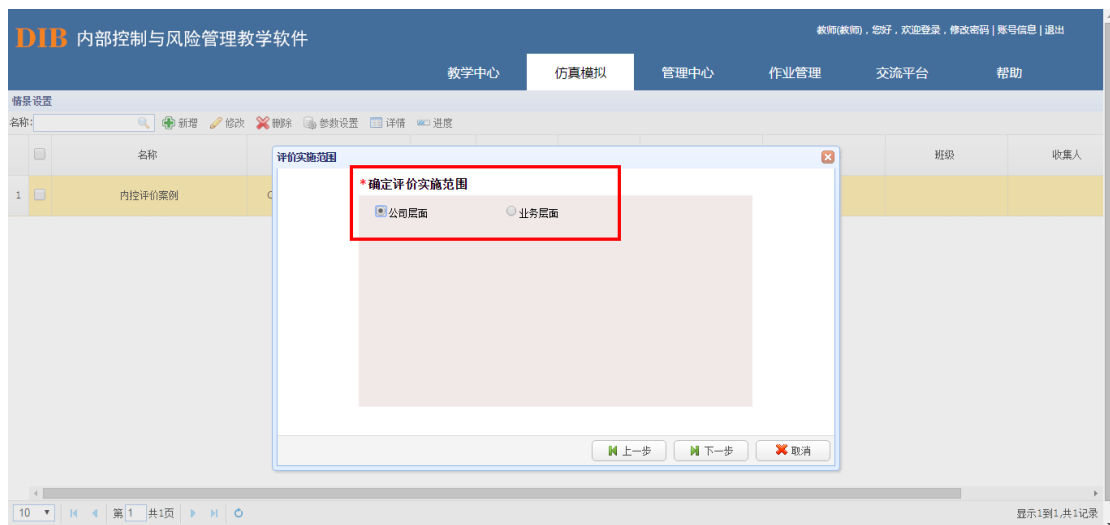 DIB 内部控制与风险管理教学软件
教师(教师)，您好，欢迎登录，修改密码 | 账号信息 | 退出
教学中心 仿真模拟 管理中心 作业管理 交流平台 帮助
情景设置
名称: 新增 修改 删除 参数设置 详情 进度
名称 班级 收集人
1 内控评价案例 C
评价实施范围
*确定评价实施范围
公司层面 业务层面
上一步 下一步 取消
10 第 1 共1页 显示1到1,共1记录